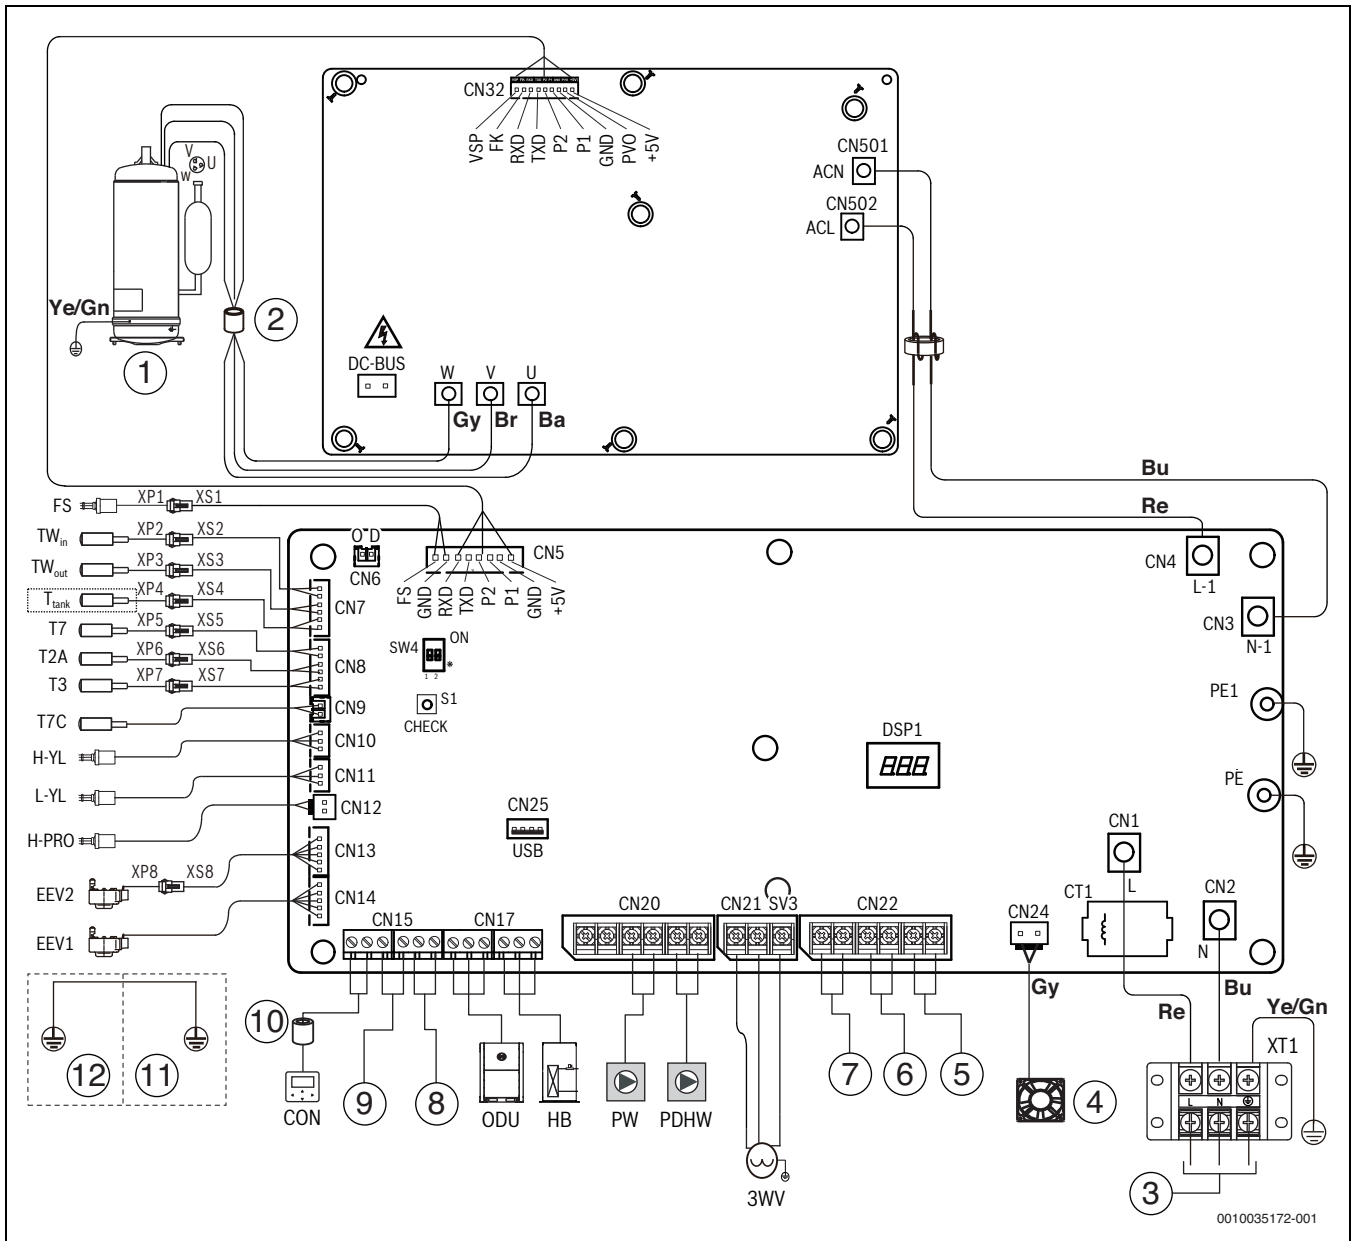 CN32
VSP
FK
RXD
TXD
P2
P1
GND
PVO
+5V
CN501
ACN
CN502
ACL
V
U
W
Ye/Gn
2
1
DC-BUS
W
V
U
Gy
Br
Ba
Bu
Re
FS
XP1
XS1
TWin
XP2
XS2
TWout
XP3
XS3
Ttank
XP4
XS4
T7
XP5
XS5
T2A
XP6
XS6
T3
XP7
XS7
T7C
H-YL
L-YL
H-PRO
EEV2
XP8
XS8
EEV1
O D
CN6
CN5
FS
GND
RXD
TXD
P2
P1
GND
+5V
CN7
CN8
CN9
CN10
CN11
CN12
CN13
CN14
SW4
ON
*
1 2
S1
CHECK
CN4
L-1
CN3
N-1
PE1
PE
DSP1
CN25
USB
CN1
L
CT1
CN2
N
CN15
CN17
CN20
CN21
SV3
CN22
CN24
Gy
Re
Bu
Ye/Gn
XT1
L
N
10
CON
9
8
ODU
HB
PW
PDHW
3WV
7
6
5
4
3
12
11
0010035172-001